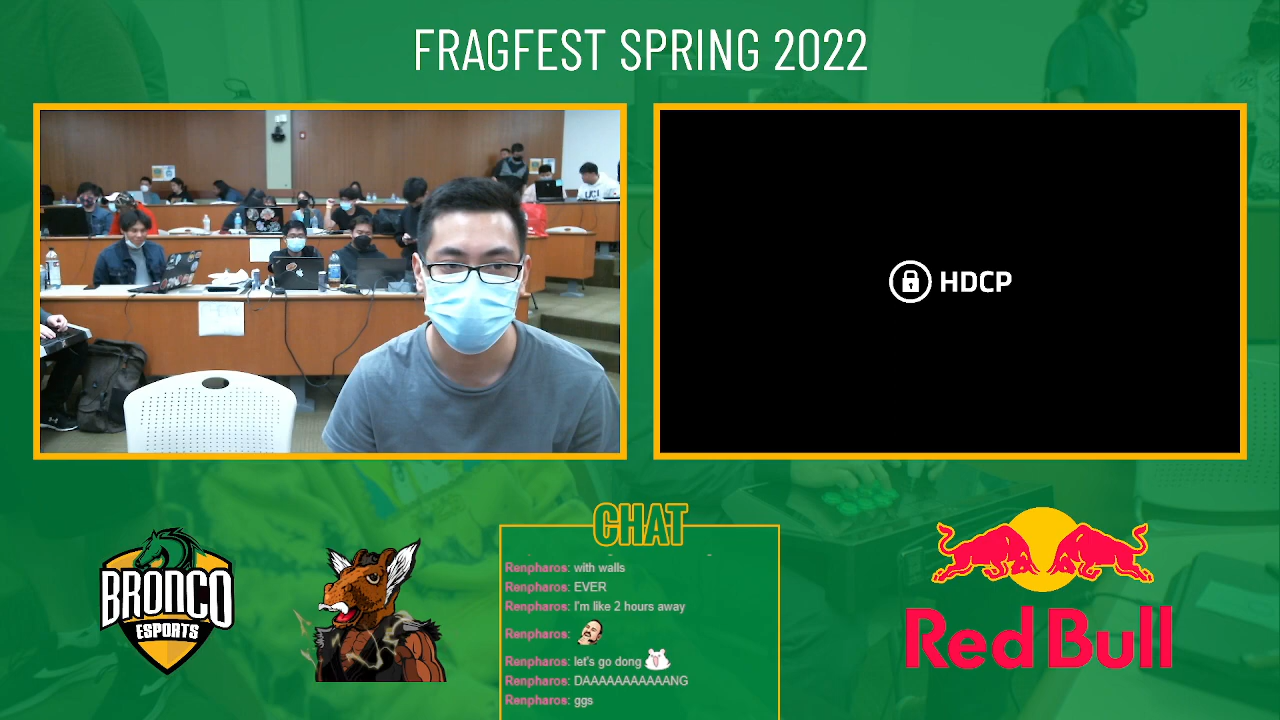 FRAGFEST SPRING 2022
UCI
HDCP
BRONCO
ESPORTS
CHAT
Renpharos: with walls
Renpharos: EVER
Renpharos: I'm like 2 hours away
Renpharos:
Renpharos: let's go dong
Renpharos: DAAAAAAAAAAANG
Renpharos: ggs
Red Bull